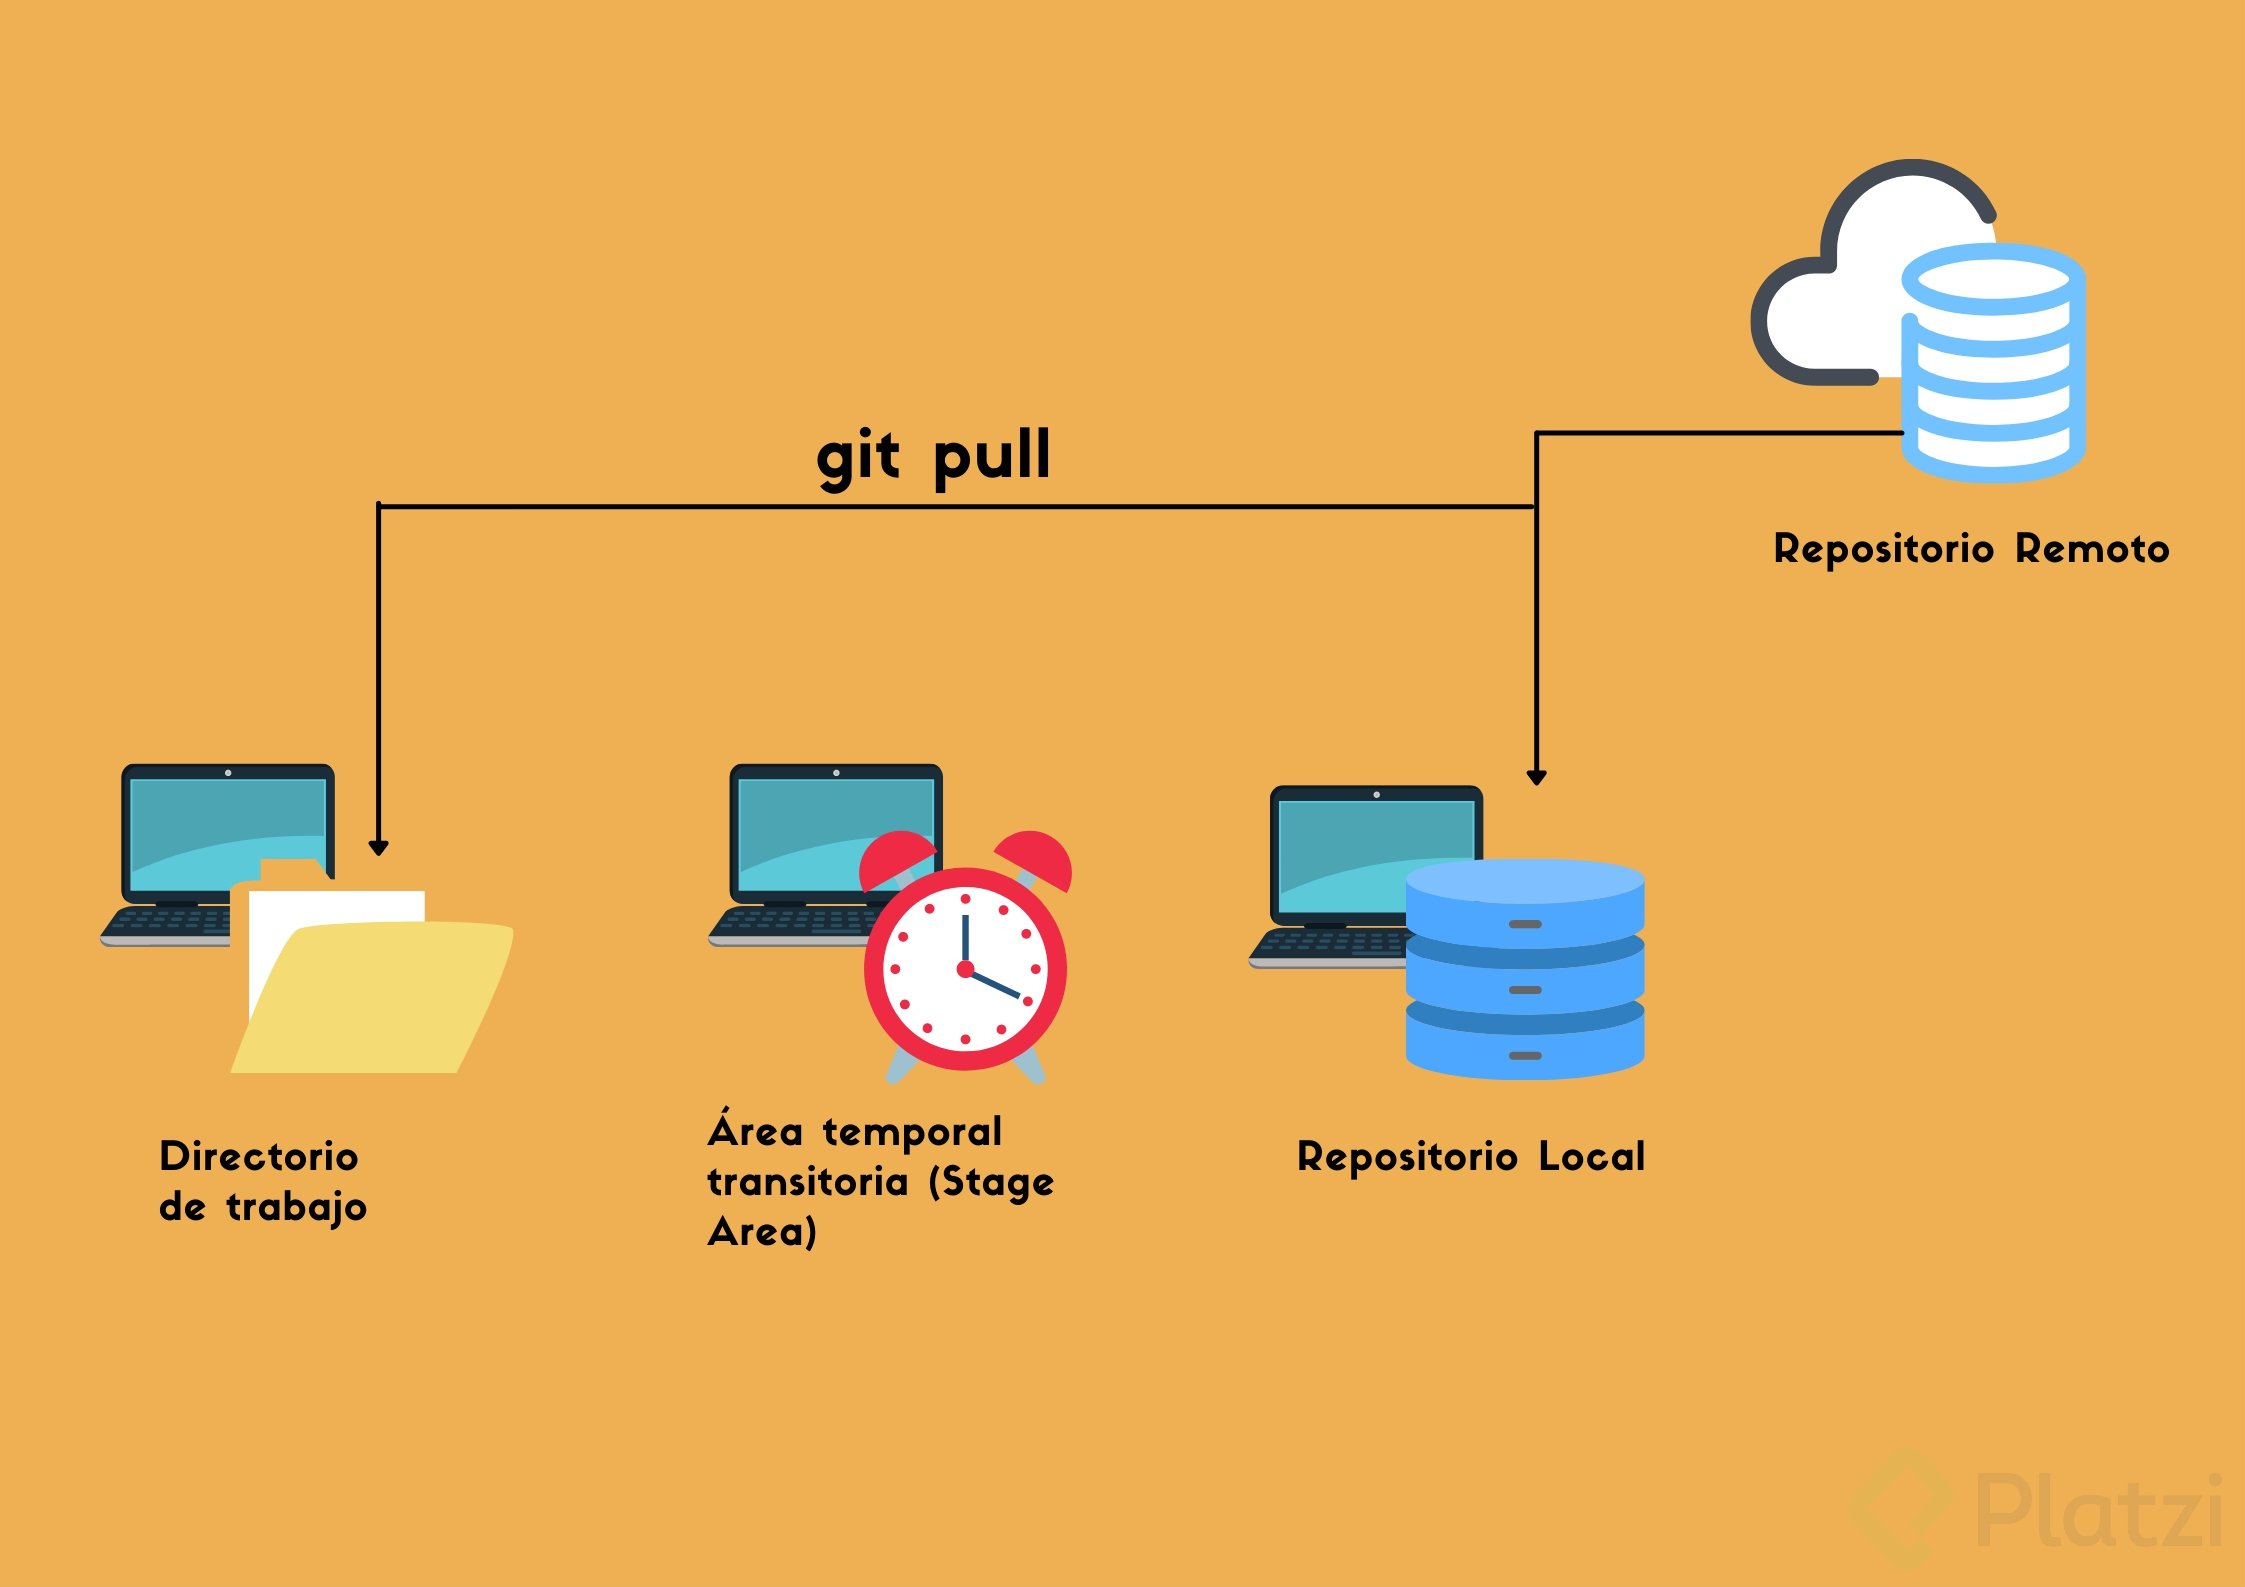 git pull
Repositorio Remoto
Directorio
de trabajo
Área temporal
transitoria (Stage
Area)
Repositorio Local
Platzi